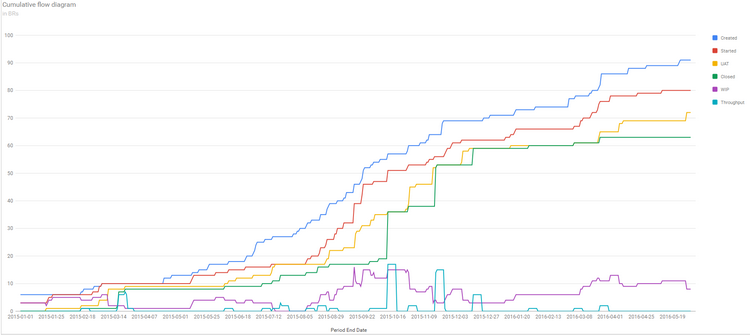 Cumulative flow diagram
in BRs
100
90
80
70
60
50
40
30
20
10
0
2015-01-01 2015-01-25 2015-02-18 2015-03-14 2015-04-07 2015-05-01 2015-05-25 2015-06-18 2015-07-12 2015-08-05 2015-08-29 2015-09-22 2015-10-16 2015-11-09 2015-12-03 2015-12-27 2016-01-20 2016-02-13 2016-03-08 2016-04-01 2016-04-25 2016-05-19
Period End Date
Created
Started
UAT
Closed
WIP
Throughput